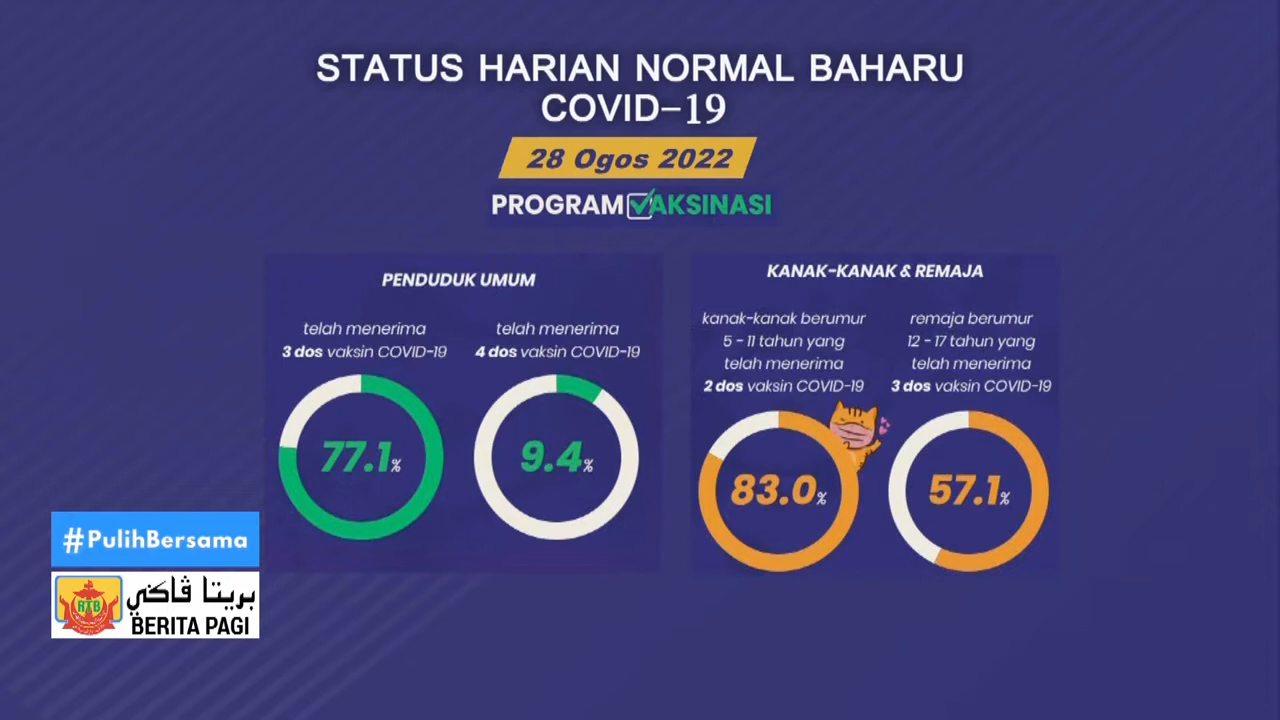 STATUS HARIAN NORMAL BAHARU
COVID-19
28 Ogos 2022
PROGRAM VAKSINASI
PENDUDUK UMUM
telah menerima
3 dos vaksin COVID-19
77.1%
telah menerima
4 dos vaksin COVID-19
9.4%
KANAK-KANAK & REMAJA
kanak-kanak berumur
5 - 11 tahun yang
telah menerima
2 dos vaksin COVID-19
83.0%
remaja berumur
12 - 17 tahun yang
telah menerima
3 dos vaksin COVID-19
57.1%
#PulihBersama
RTB
بريتا ڤاݢي
BERITA PAGI